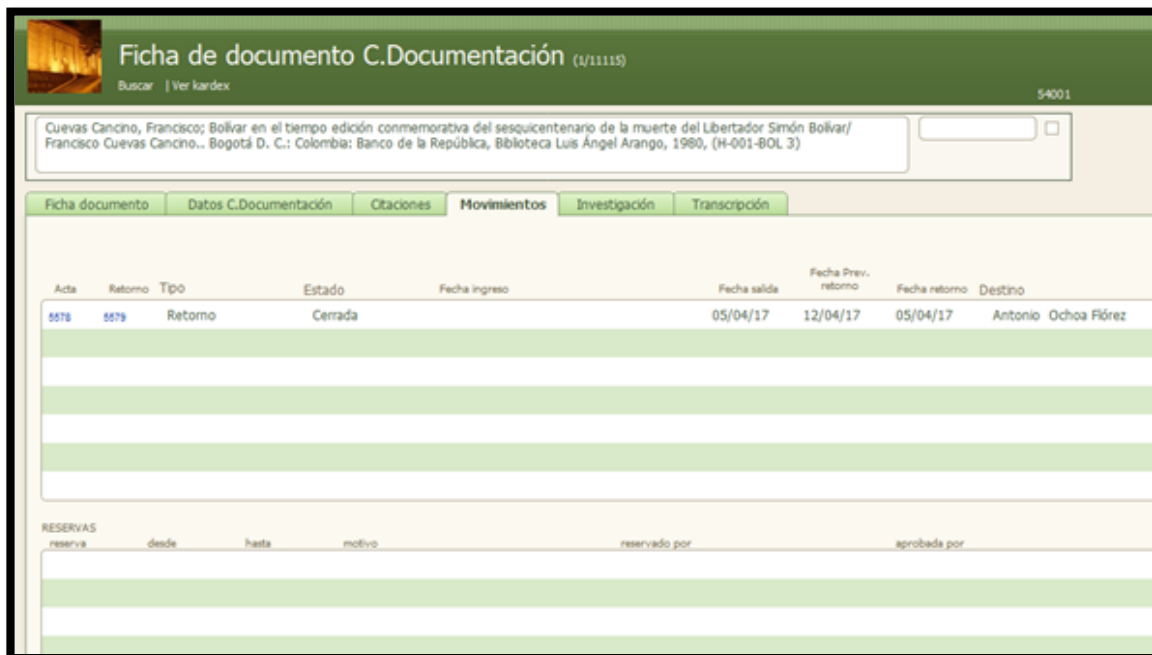 Ficha de documento C.Documentación (1/11115)
Buscar | Ver kardex
54001
Cuevas Cancino, Francisco; Bolívar en el tiempo edición conmemorativa del sesquicentenario de la muerte del Libertador Simón Bolívar/
Francisco Cuevas Cancino.. Bogotá D. C.: Colombia: Banco de la República, Biblioteca Luis Ángel Arango, 1980, (H-001-BOL 3)
Ficha documento Datos C.Documentación Citaciones Movimientos Investigación Transcripción
Acta Retorno Tipo Estado Fecha ingreso Fecha salida Fecha Prev. retorno Fecha retorno Destino
5578 5579 Retorno Cerrada 05/04/17 12/04/17 05/04/17 Antonio Ochoa Flórez
RESERVAS
reserva desde hasta motivo reservado por aprobada por